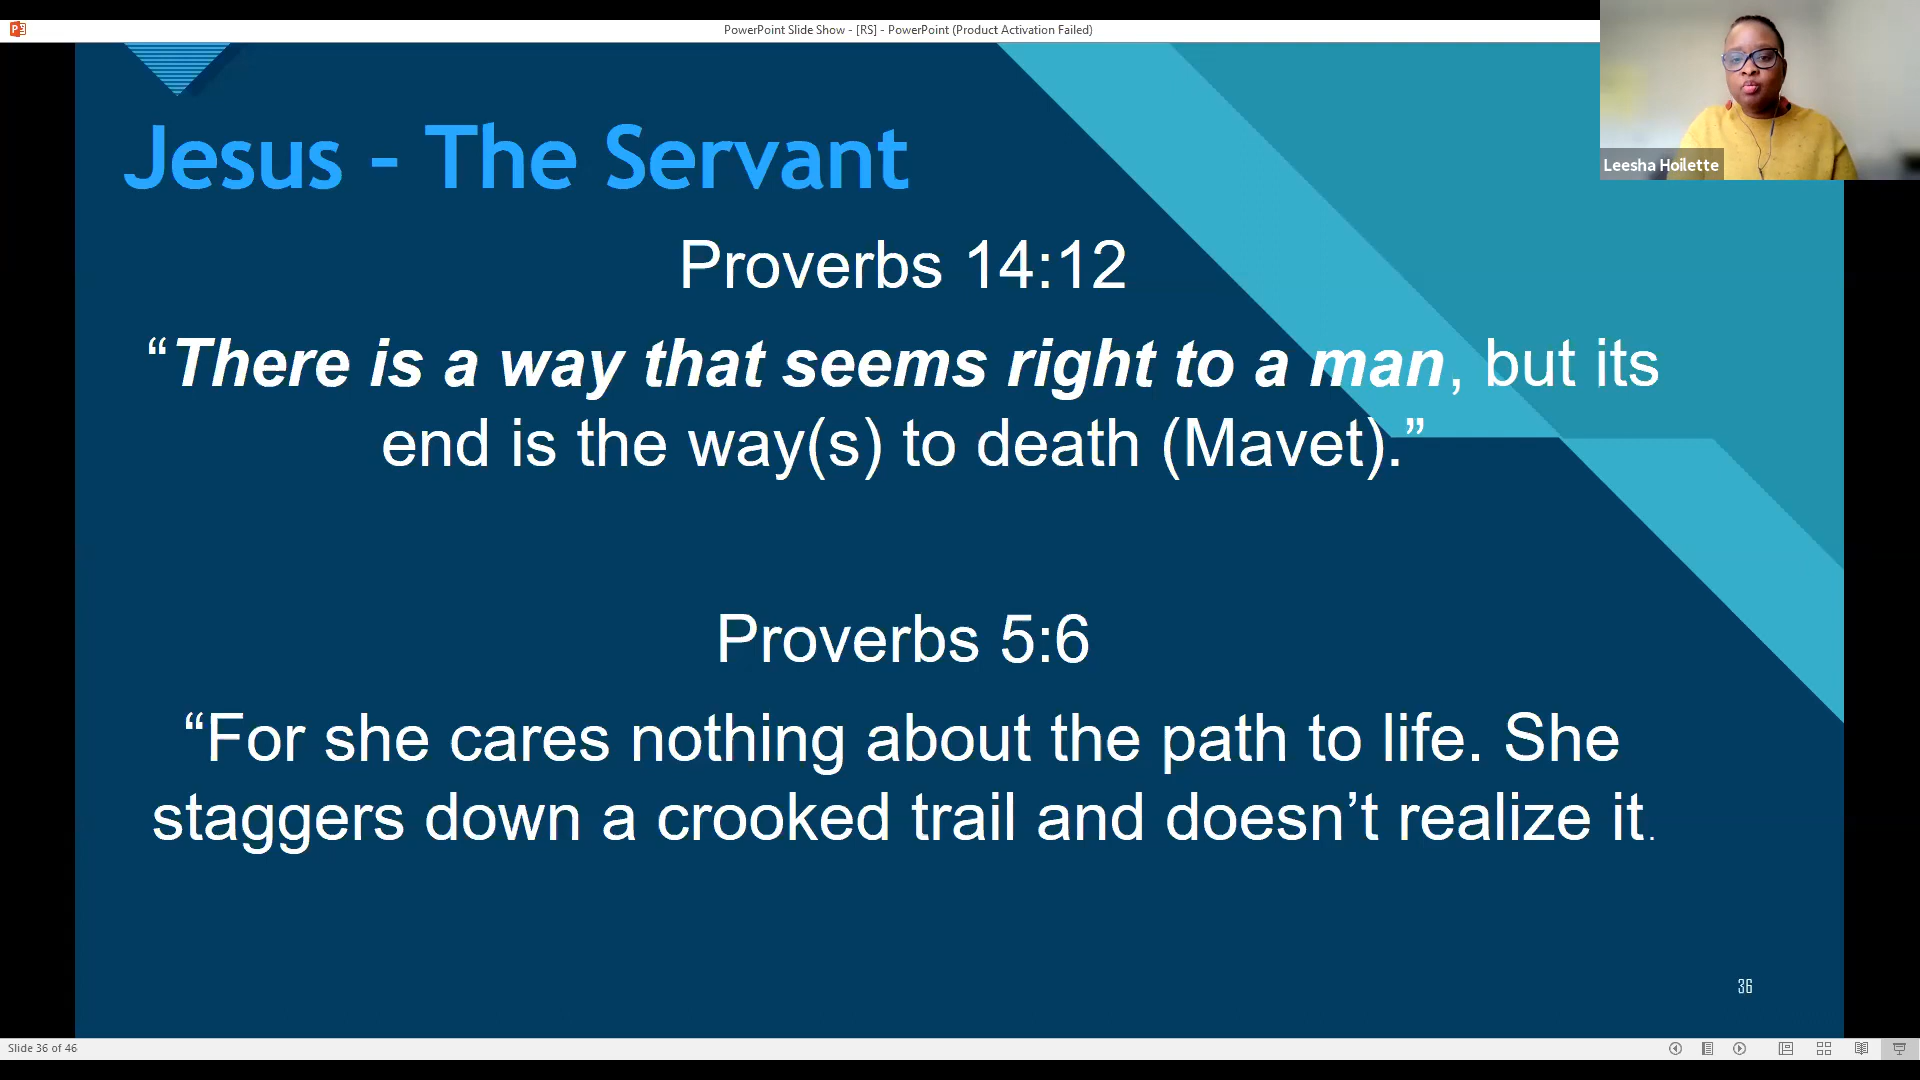 PowerPoint Slide Show - [RS] - PowerPoint (Product Activation Failed)
Leesha Hoilette
Jesus - The Servant
Proverbs 14:12
“There is a way that seems right to a man, but its
end is the way(s) to death (Mavet).”
Proverbs 5:6
“For she cares nothing about the path to life. She
staggers down a crooked trail and doesn’t realize it.
36
Slide 36 of 46